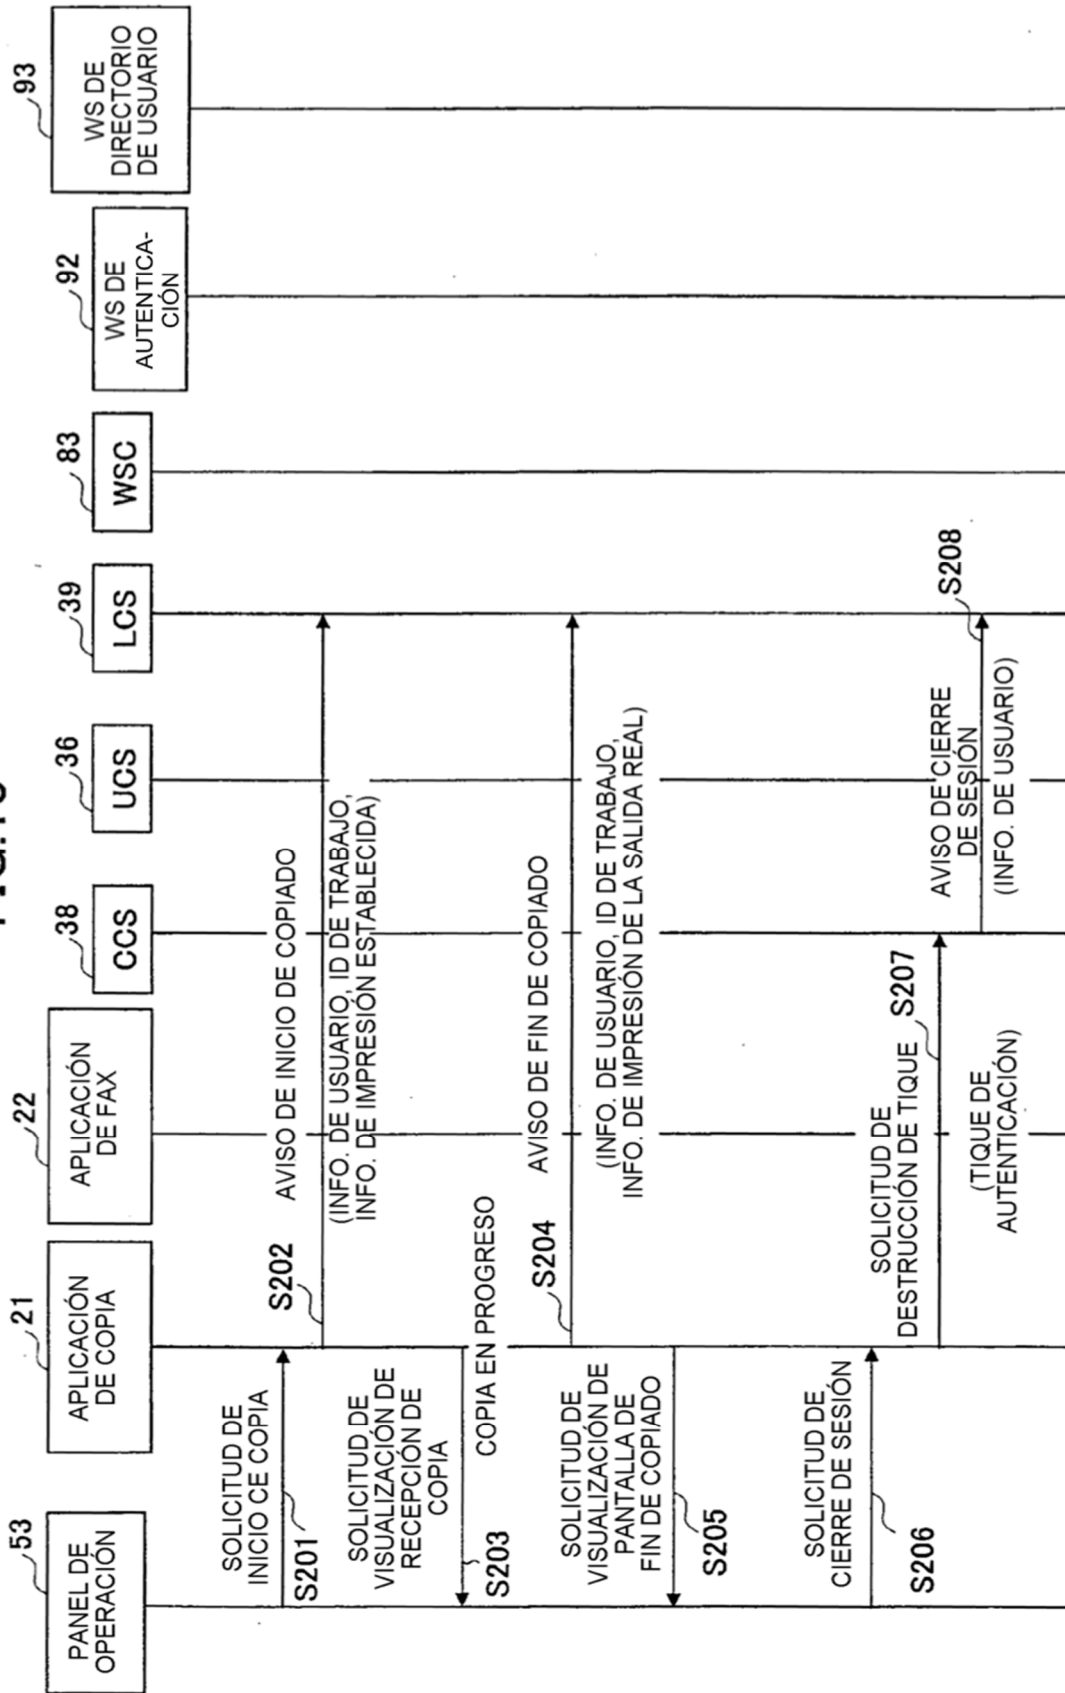 53
PANEL DE
OPERACIÓN
21
APLICACIÓN
DE COPIA
22
APLICACIÓN
DE FAX
38
CCS
36
UCS
39
LCS
83
WSC
92
WS DE
AUTENTICA-
CIÓN
93
WS DE
DIRECTORIO
DE USUARIO
SOLICITUD DE
INICIO CE COPIA
S201
S202
AVISO DE INICIO DE COPIADO
(INFO. DE USUARIO, ID DE TRABAJO,
INFO. DE IMPRESIÓN ESTABLECIDA)
SOLICITUD DE
VISUALIZACIÓN DE
RECEPCIÓN DE
COPIA
S203
COPIA EN PROGRESO
S204
AVISO DE FIN DE COPIADO
(INFO. DE USUARIO, ID DE TRABAJO,
INFO. DE IMPRESIÓN DE LA SALIDA REAL)
SOLICITUD DE
VISUALIZACIÓN DE
PANTALLA DE
FIN DE COPIADO
S205
SOLICITUD DE
CIERRE DE SESIÓN
S206
SOLICITUD DE
DESTRUCCIÓN DE TIQUE
S207
(TIQUE DE
AUTENTICACIÓN)
AVISO DE CIERRE
DE SESIÓN
S208
(INFO. DE USUARIO)